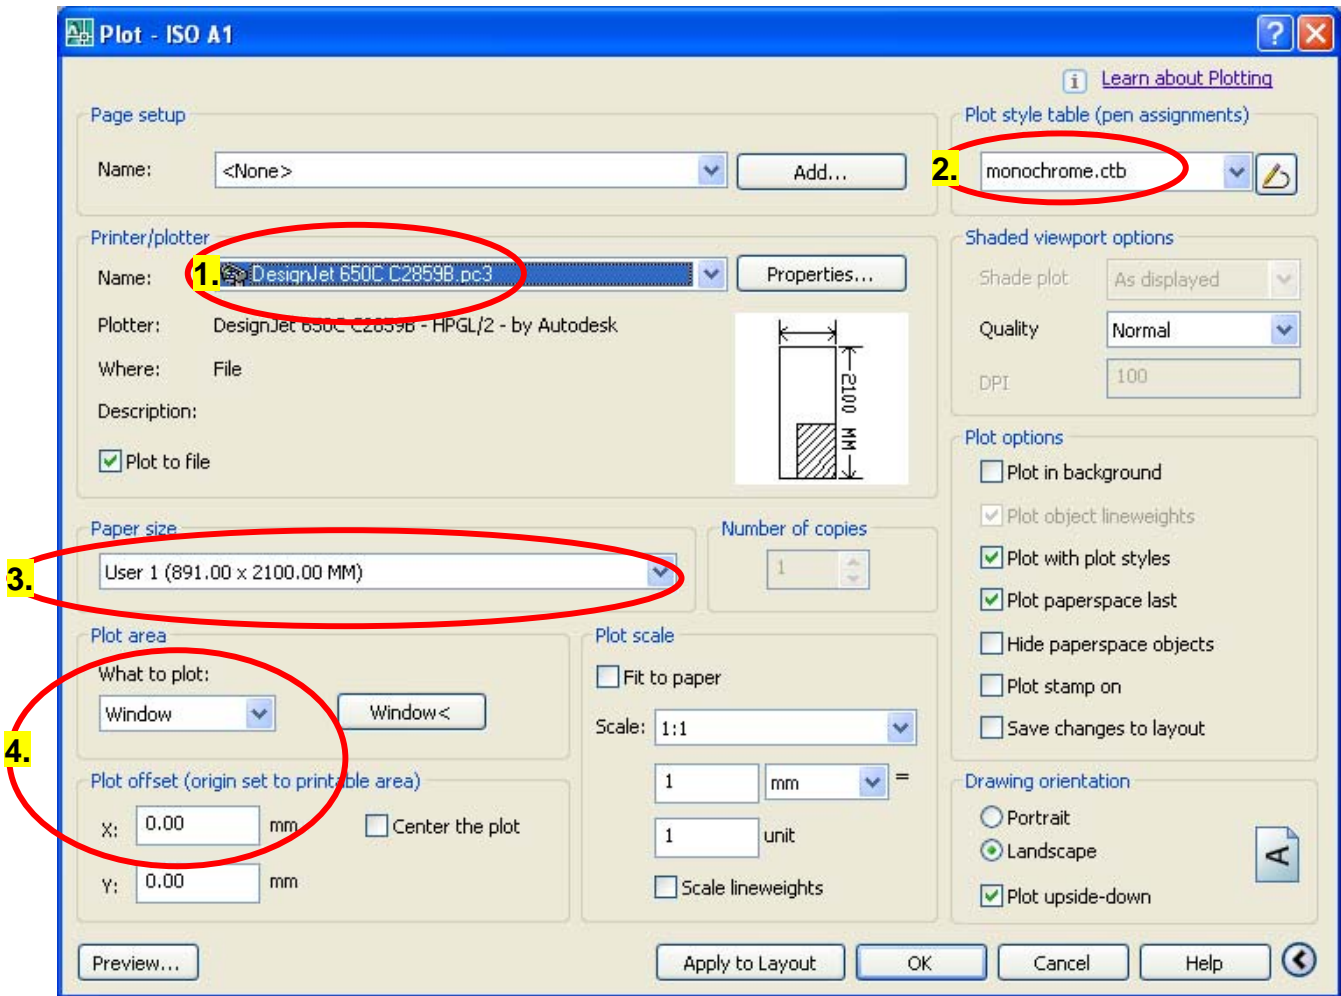 Plot - ISO A1
Learn about Plotting
Page setup
Name: <None> Add...
Plot style table (pen assignments)
2. monochrome.ctb
Printer/plotter
Name: 1. DesignJet 650C C2859B.pc3 Properties...
Plotter: DesignJet 650C C2859B - HPGL/2 - by Autodesk
Where: File
Description:
Plot to file
2100 MM
Shaded viewport options
Shade plot As displayed
Quality Normal
DPI 100
Paper size
3. User 1 (891.00 x 2100.00 MM)
Number of copies
1
Plot options
Plot in background
Plot object lineweights
Plot with plot styles
Plot paperspace last
Hide paperspace objects
Plot stamp on
Save changes to layout
Plot area
What to plot:
Window Window<
4.
Plot offset (origin set to printable area)
X: 0.00 mm Center the plot
Y: 0.00 mm
Plot scale
Fit to paper
Scale: 1:1
1 mm =
1 unit
Scale lineweights
Drawing orientation
Portrait
Landscape
A
Plot upside-down
Preview... Apply to Layout OK Cancel Help